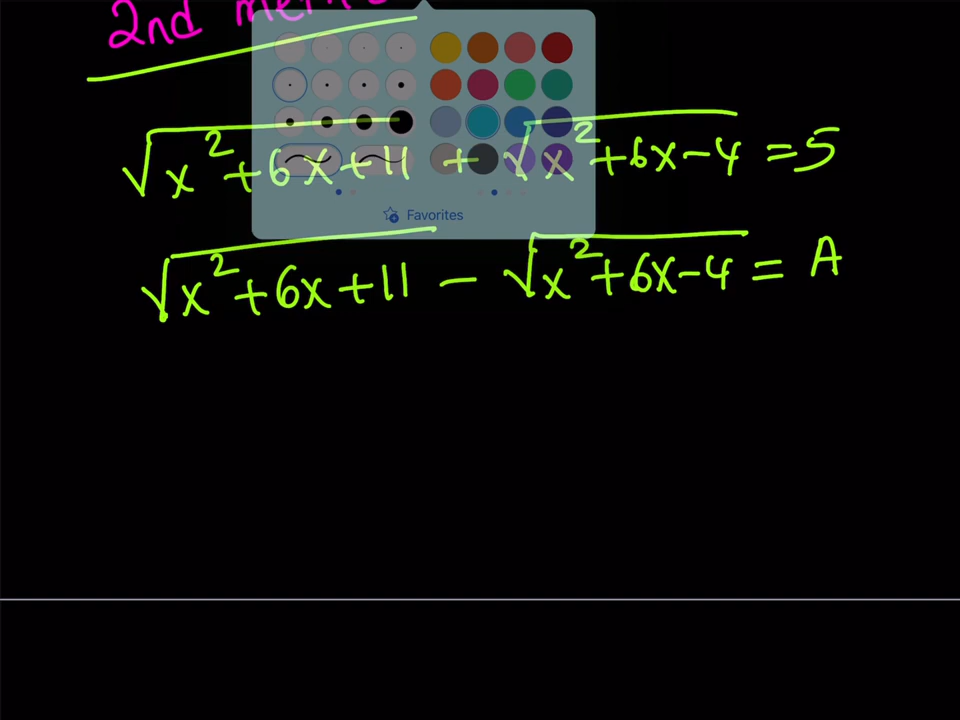 2nd
√x²+6x+11 + √x²+6x-4 = 5
Favorites
√x²+6x+11 - √x²+6x-4 = A